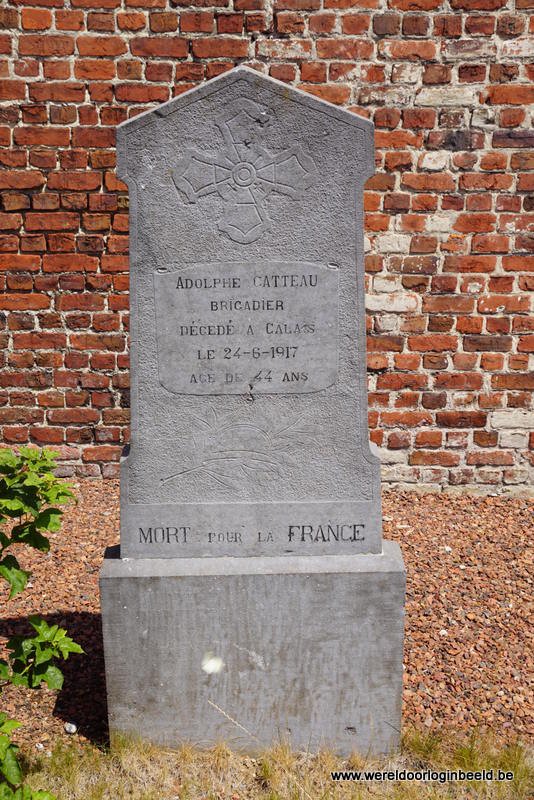 ADOLPHE CATTEAU
BRIGADIER
DÉCEDÉ A CALAIS
LE 24-6-1917
AGE DE 44 ANS
MORT POUR LA FRANCE
www.wereldoorloginbeeld.be